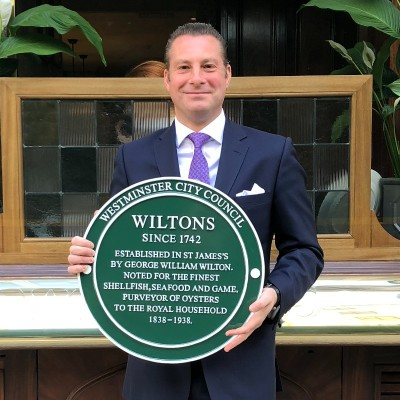 WESTMINSTER CITY COUNCIL
WILTONS
SINCE 1742
ESTABLISHED IN ST JAMES'S
BY GEORGE WILLIAM WILTON.
NOTED FOR THE FINEST
SHELLFISH, SEAFOOD AND GAME,
PURVEYOR OF OYSTERS
TO THE ROYAL HOUSEHOLD
1838-1938.